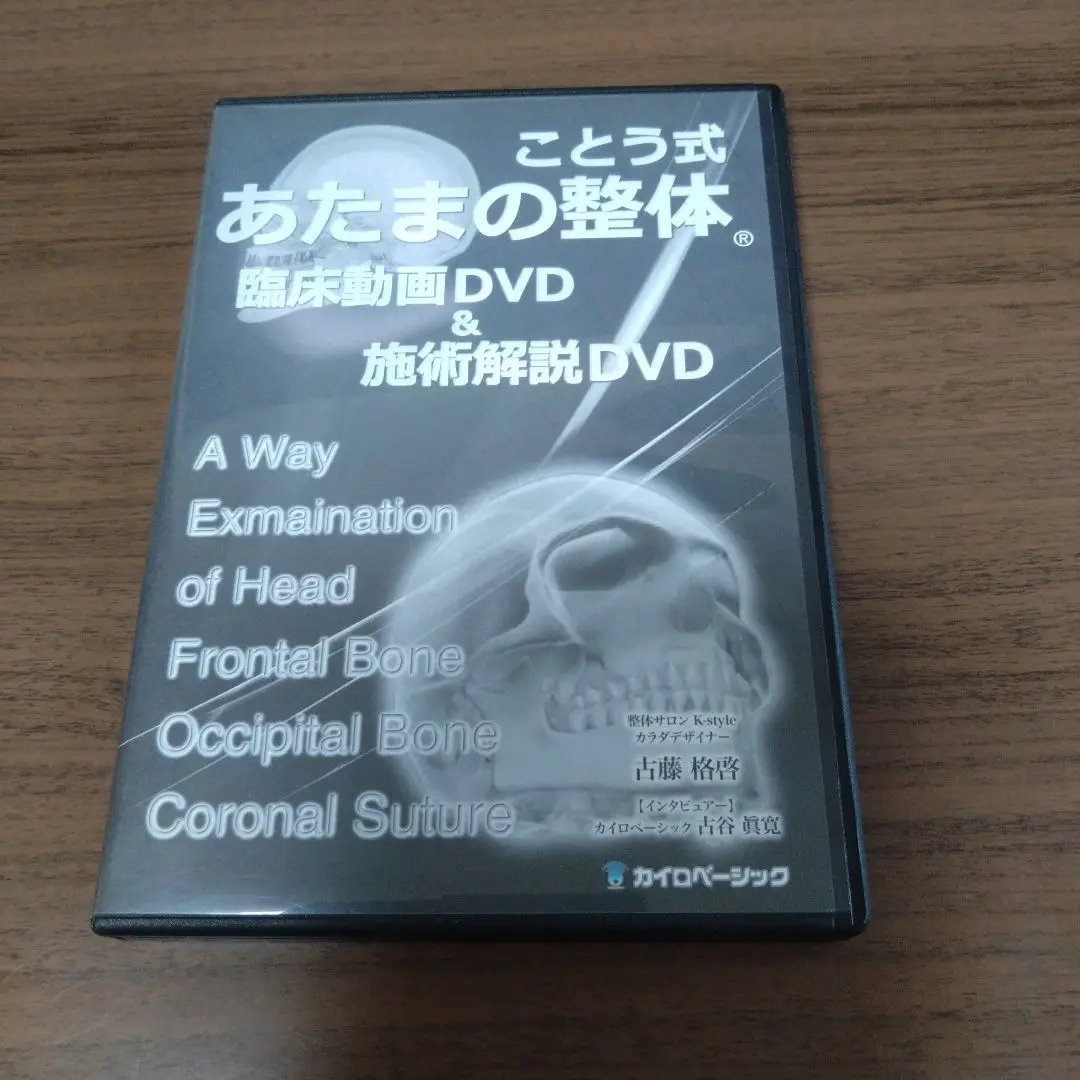 ことう式
あたまの整体®
臨床動画DVD
&
施術解説DVD
A Way
Exmaination
of Head
Frontal Bone
Occipital Bone
Coronal Suture
整体サロン K-style
カラダデザイナー
古藤 格啓
【インタビュアー】
カイロベーシック 古谷 眞寛
カイロベーシック